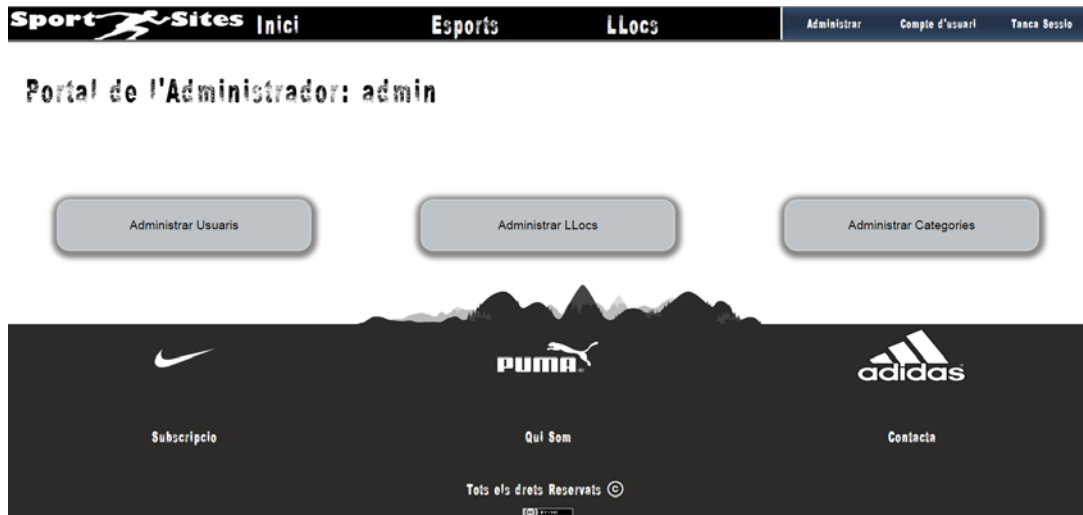 Sport Sites Inici Esports LLocs Administrar Compte d'usuari Tanca Sessio
Portal de l'Administrador: admin
Administrar Usuaris Administrar LLocs Administrar Categories
PUMA adidas
Subscripcio Qui Som Contacta
Tots els drets Reservats ©